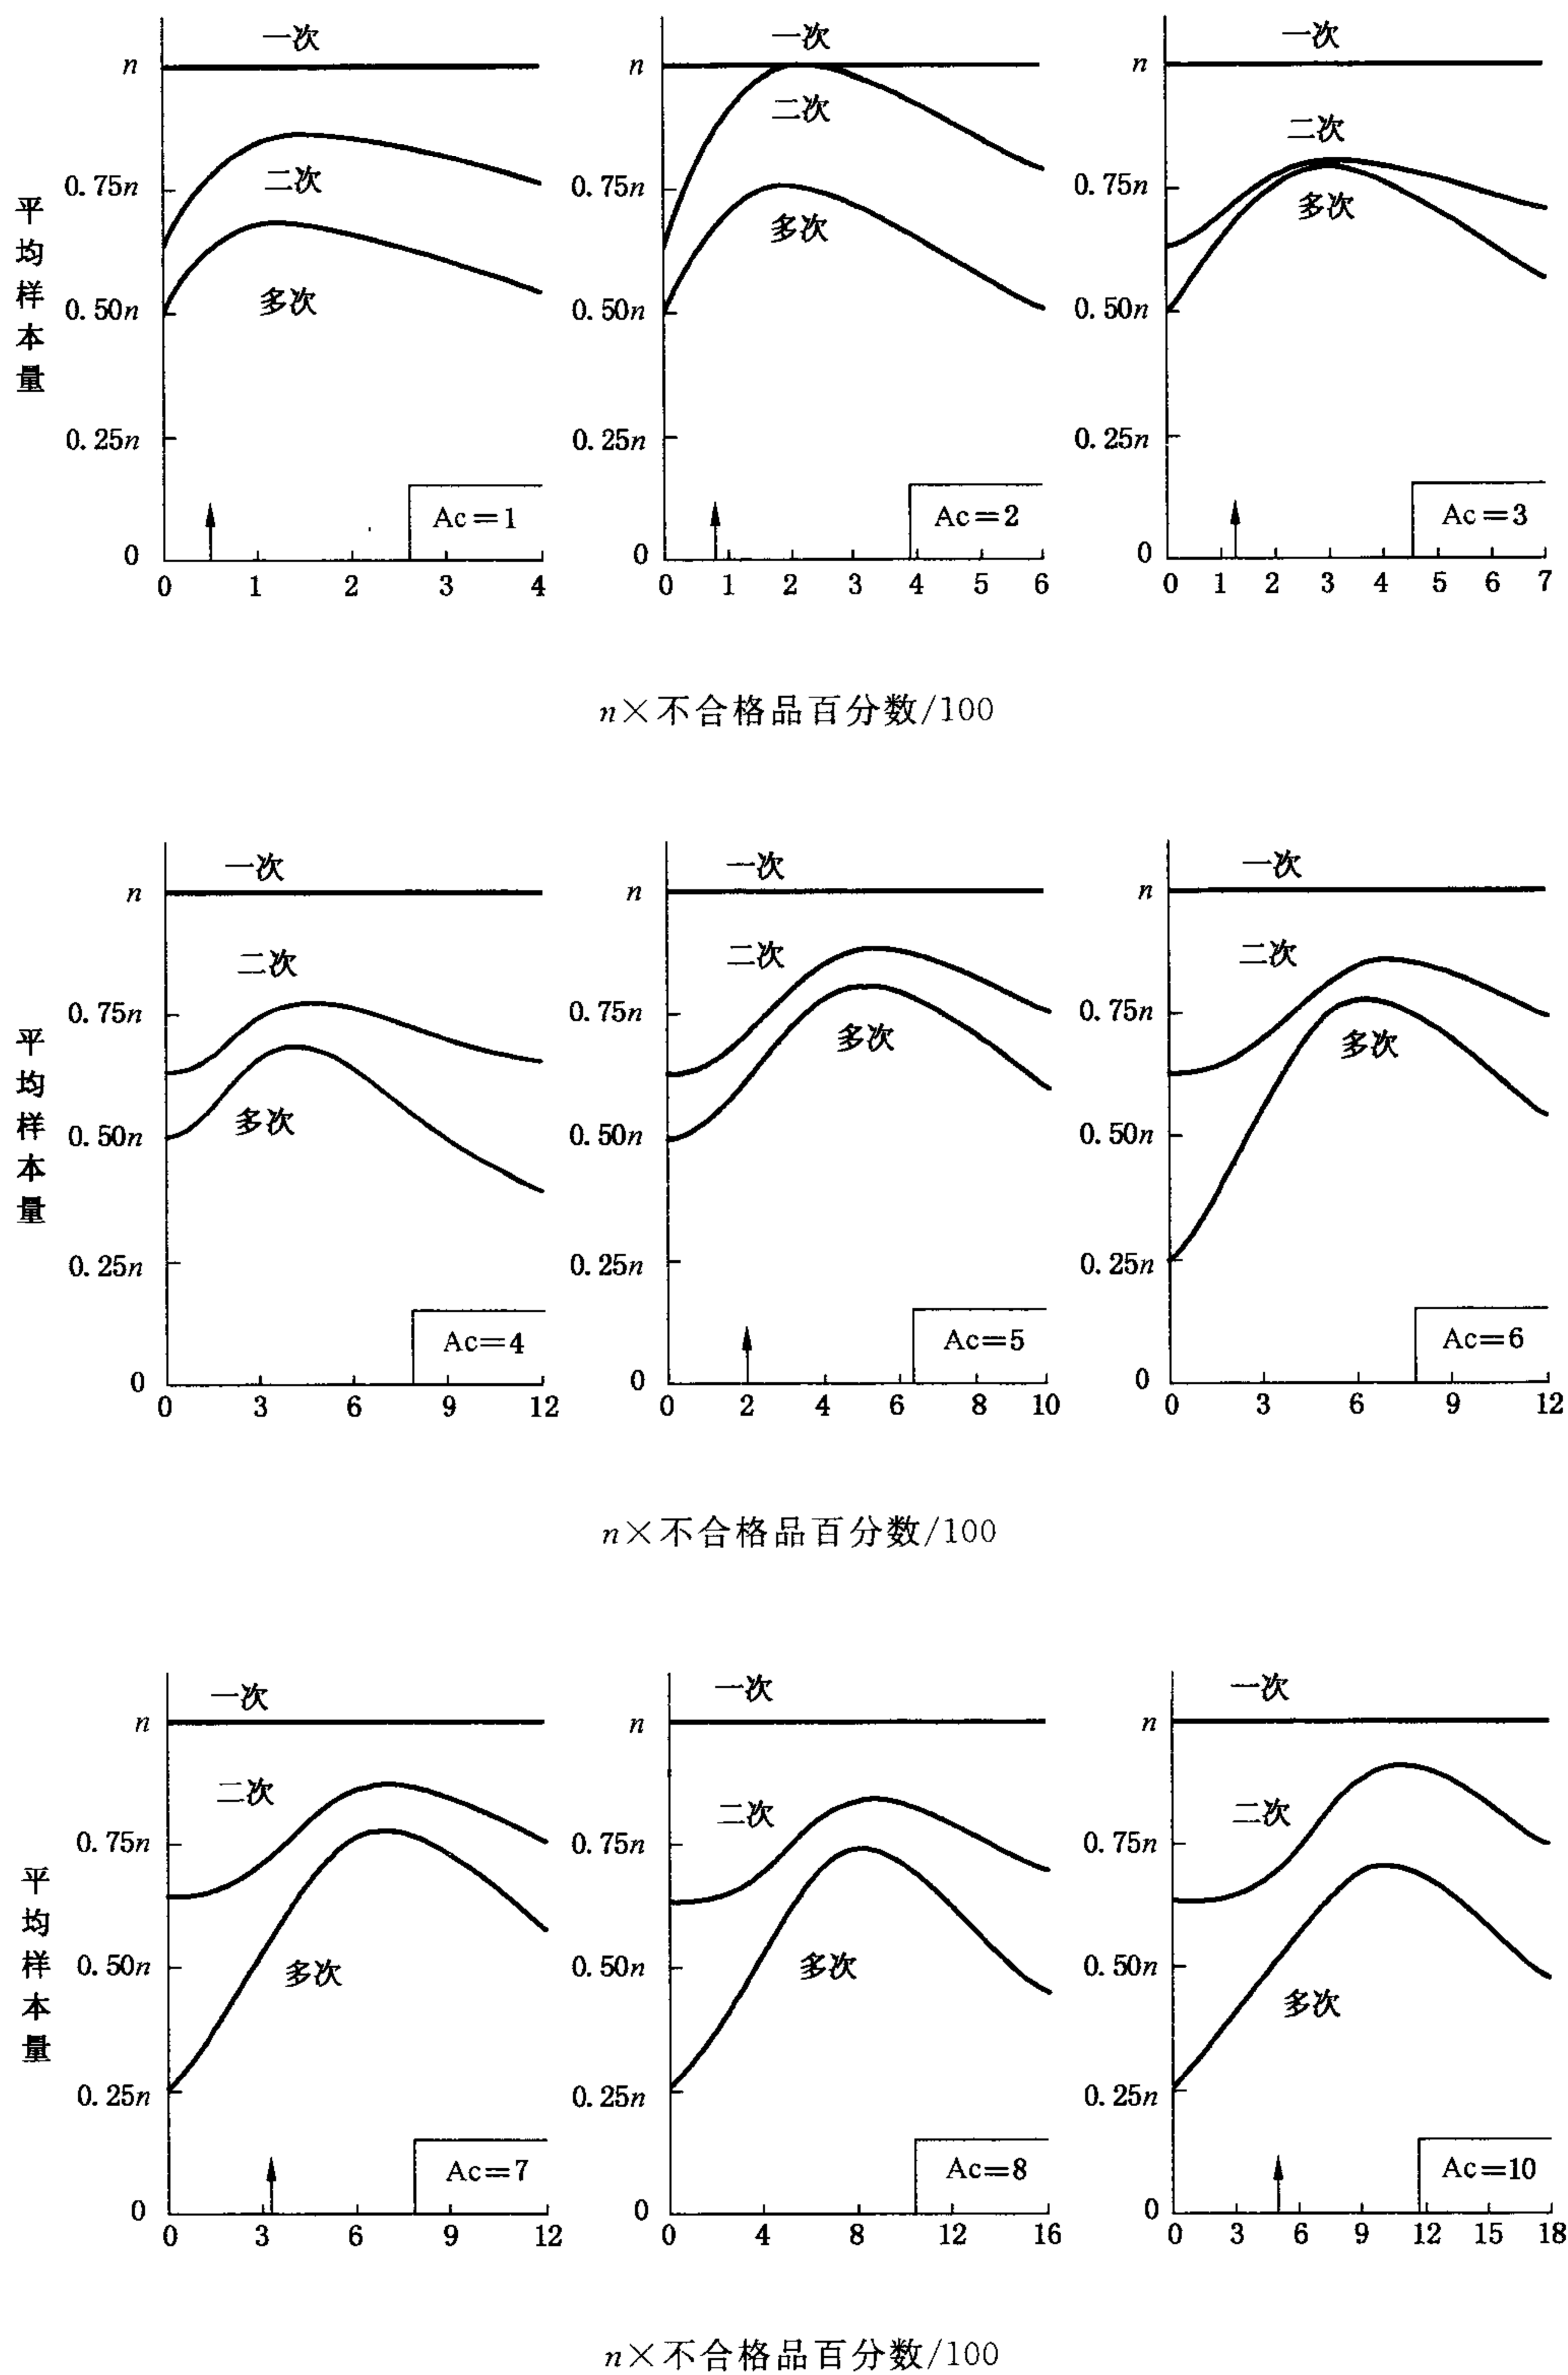 一次 一次 一次
n n n
二次 二次 二次
0.75n 0.75n 0.75n
多次 多次 多次
0.50n 0.50n 0.50n
0.25n 0.25n 0.25n
Ac=1 Ac=2 Ac=3
0 0 0
0 1 2 3 4 0 1 2 3 4 5 6 0 1 2 3 4 5 6 7
平均样本量
n×不合格品百分数/100
一次 一次 一次
n n n
二次 二次 二次
0.75n 0.75n 0.75n
多次 多次 多次
0.50n 0.50n 0.50n
0.25n 0.25n 0.25n
Ac=4 Ac=5 Ac=6
0 0 0
0 3 6 9 12 0 2 4 6 8 10 0 3 6 9 12
平均样本量
n×不合格品百分数/100
一次 一次 一次
n n n
二次 二次 二次
0.75n 0.75n 0.75n
多次 多次 多次
0.50n 0.50n 0.50n
0.25n 0.25n 0.25n
Ac=7 Ac=8 Ac=10
0 0 0
0 3 6 9 12 0 4 8 12 16 0 3 6 9 12 15 18
平均样本量
n×不合格品百分数/100